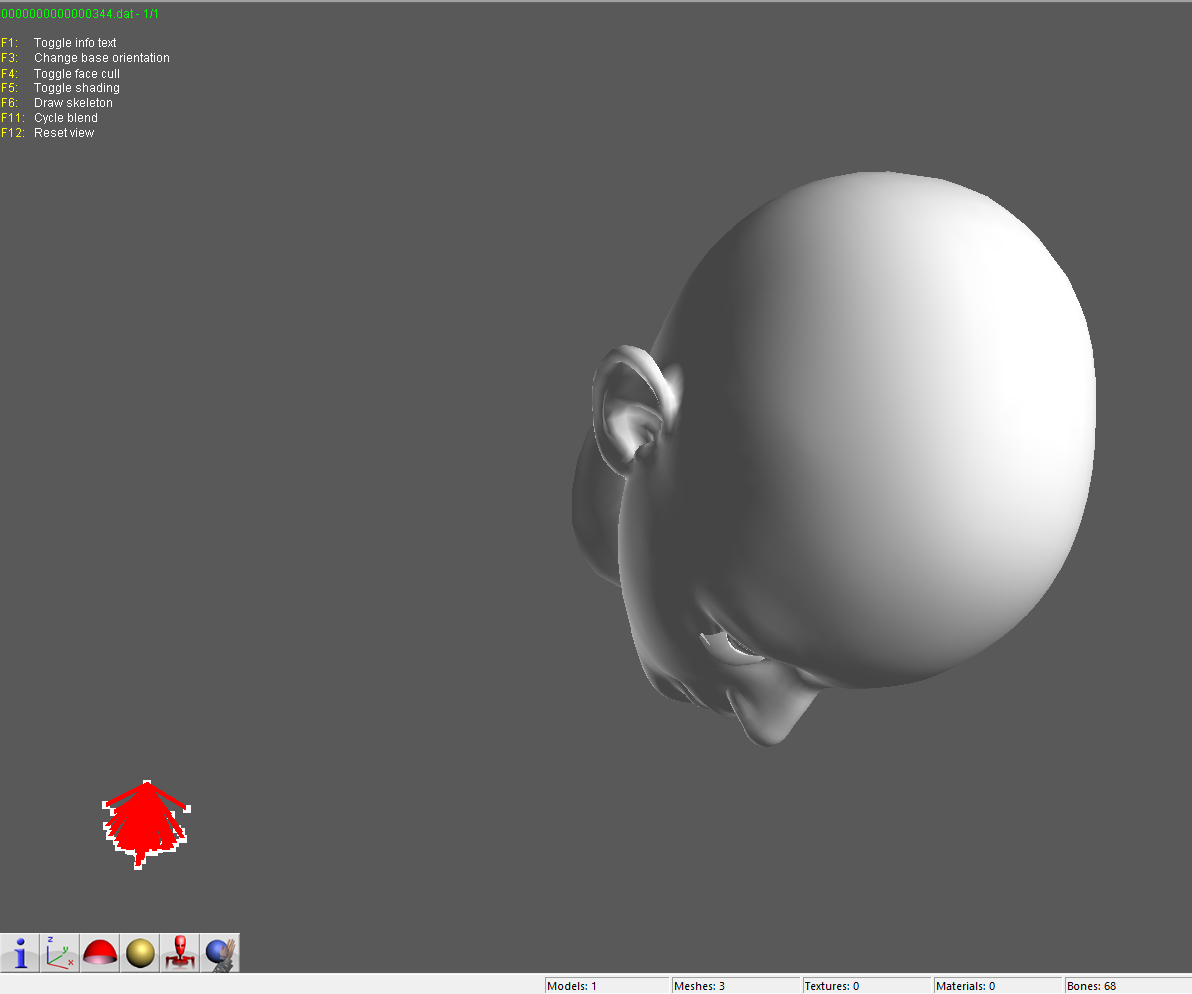 0000000000000344.dat - 1/1
F1: Toggle info text
F3: Change base orientation
F4: Toggle face cull
F5: Toggle shading
F6: Draw skeleton
F11: Cycle blend
F12: Reset view
z
y
x
Models: 1 Meshes: 3 Textures: 0 Materials: 0 Bones: 68